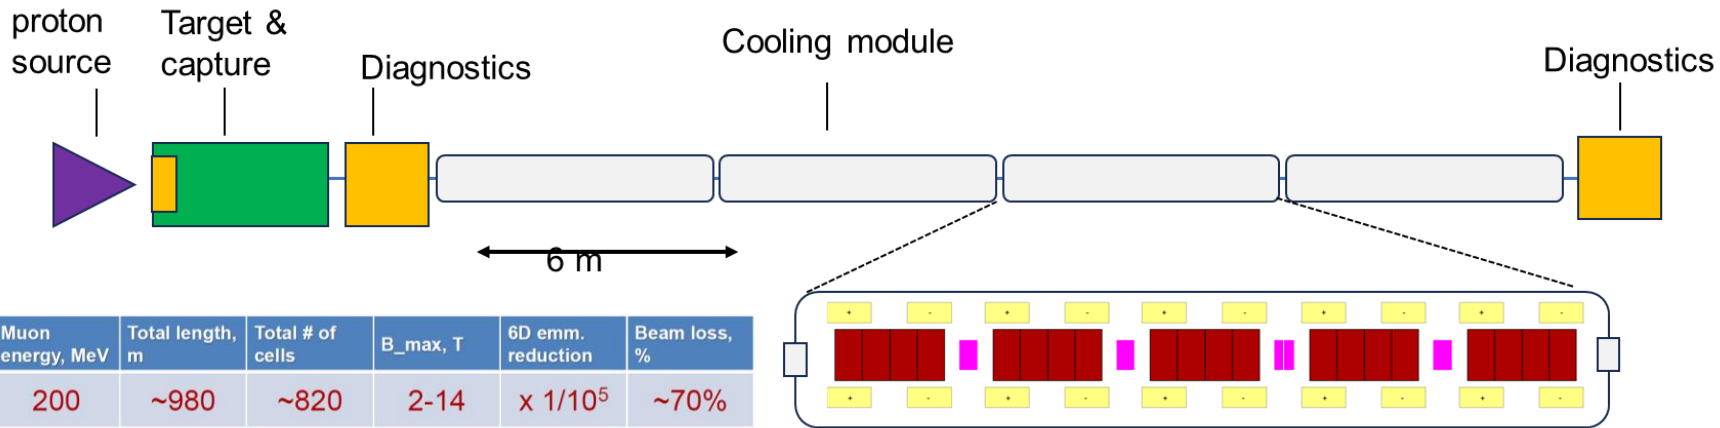 proton
source
Target &
capture
Diagnostics
Cooling module
Diagnostics
6 m
Muon
energy, MeV
Total length,
m
Total # of
cells
B_max, T
6D emm.
reduction
Beam loss,
%
200
~980
~820
2-14
x 1/10⁵
~70%
+ - + - + - + - + -
+ - + - + - + - + -